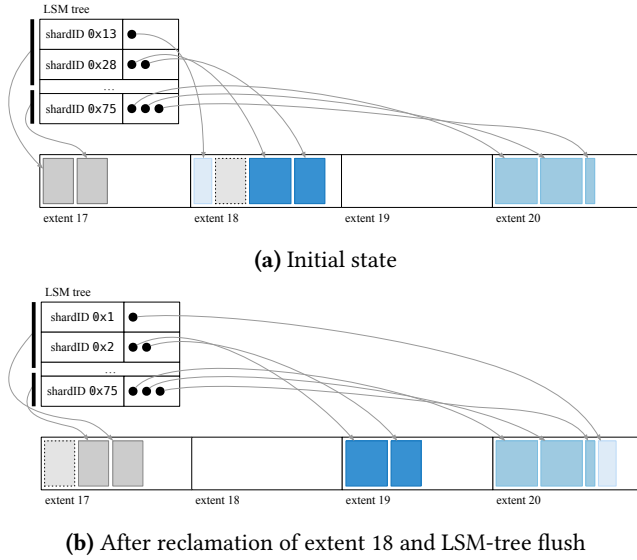 LSM tree
shardID 0x13
shardID 0x28
...
shardID 0x75
extent 17 extent 18 extent 19 extent 20
(a) Initial state
LSM tree
shardID 0x1
shardID 0x2
...
shardID 0x75
extent 17 extent 18 extent 19 extent 20
(b) After reclamation of extent 18 and LSM-tree flush